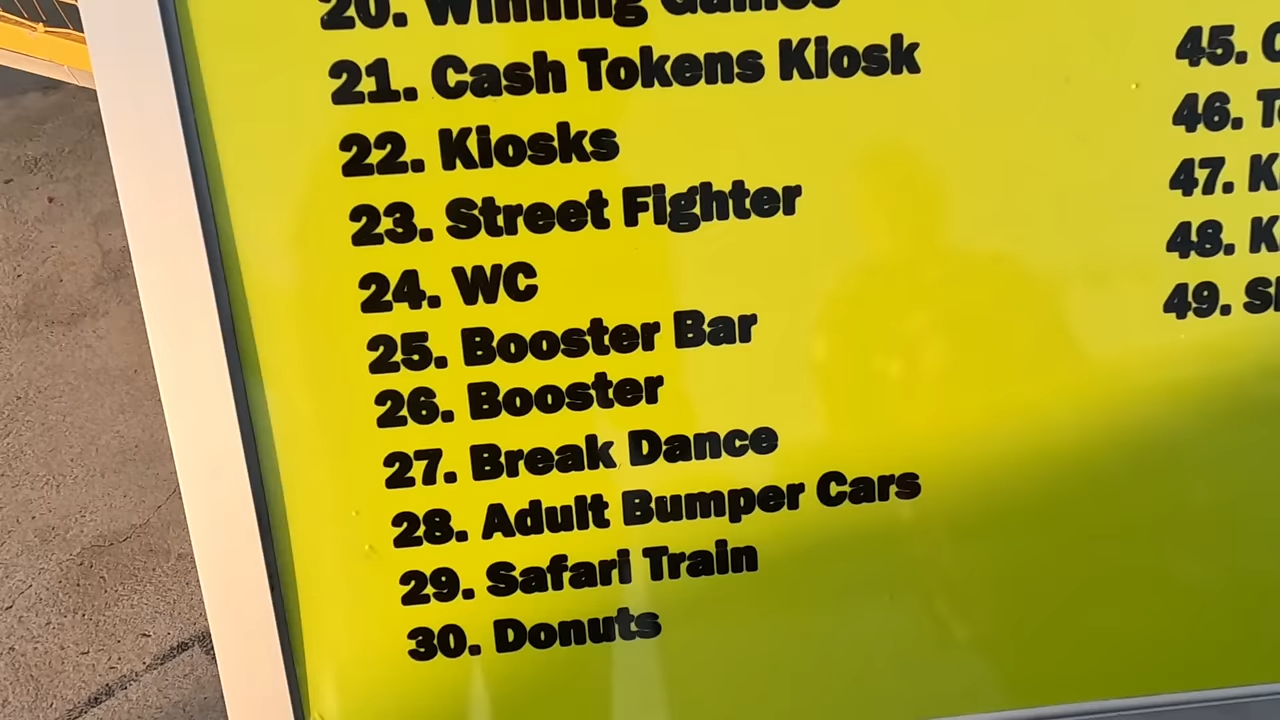 20. Winning Games
21. Cash Tokens Kiosk
22. Kiosks
23. Street Fighter
24. WC
25. Booster Bar
26. Booster
27. Break Dance
28. Adult Bumper Cars
29. Safari Train
30. Donuts
45.
46.
47.
48.
49.